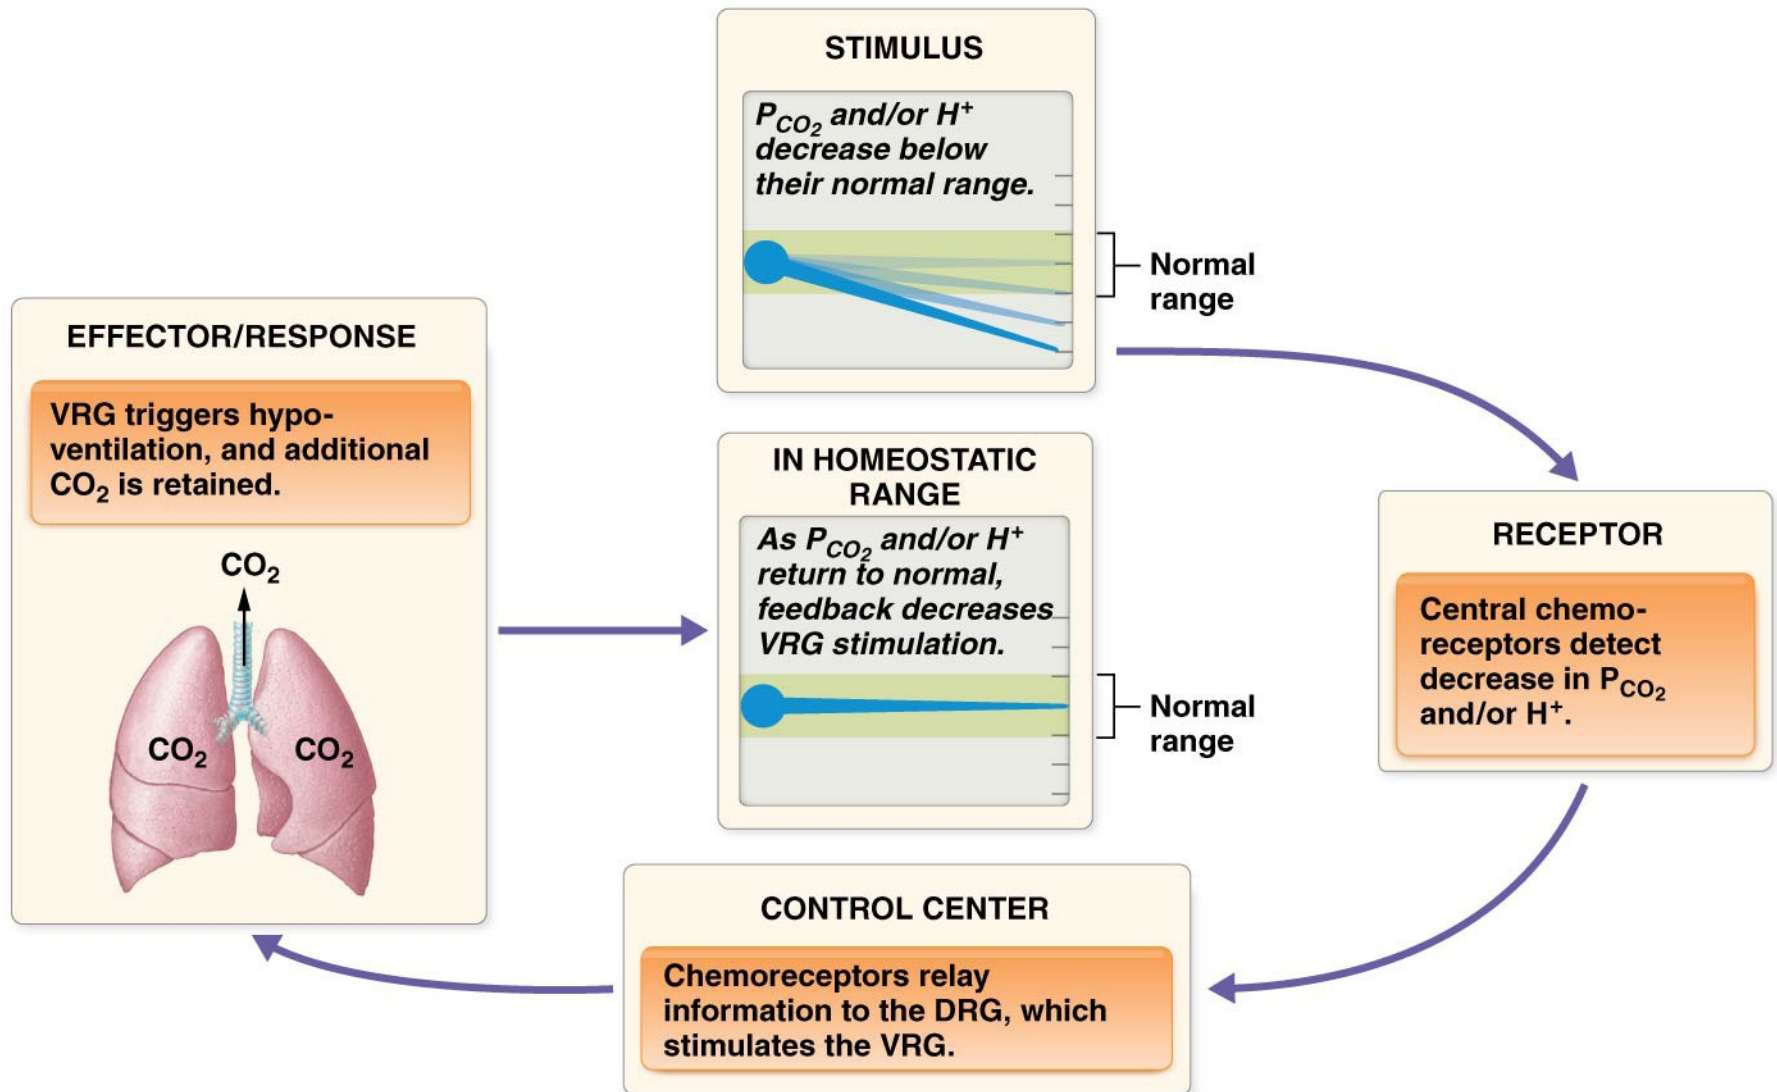 STIMULUS
P_CO2 and/or H+
decrease below
their normal range.
Normal
range
RECEPTOR
Central chemo-
receptors detect
decrease in P_CO2
and/or H+.
CONTROL CENTER
Chemoreceptors relay
information to the DRG, which
stimulates the VRG.
EFFECTOR/RESPONSE
VRG triggers hypo-
ventilation, and additional
CO2 is retained.
CO2
CO2
CO2
IN HOMEOSTATIC
RANGE
As P_CO2 and/or H+
return to normal,
feedback decreases
VRG stimulation.
Normal
range